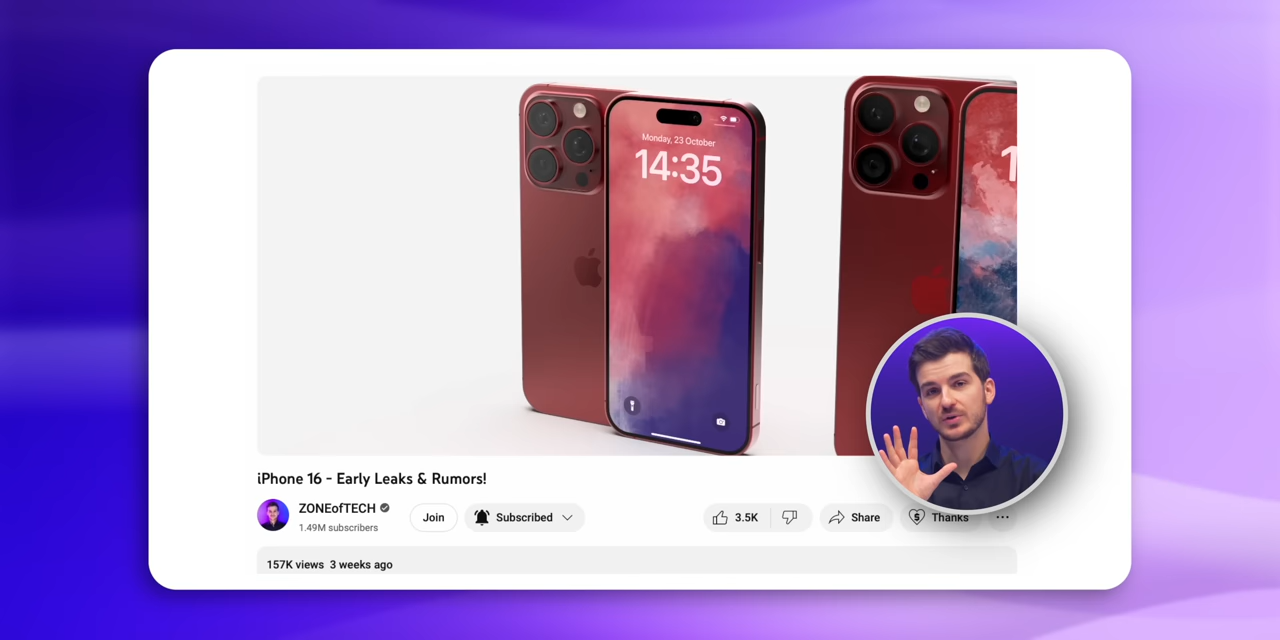 Monday, 23 October
14:35
1
iPhone 16 - Early Leaks & Rumors!
ZONEofTECH
1.49M subscribers
Join
Subscribed
3.5K
Share
Thanks
157K views 3 weeks ago